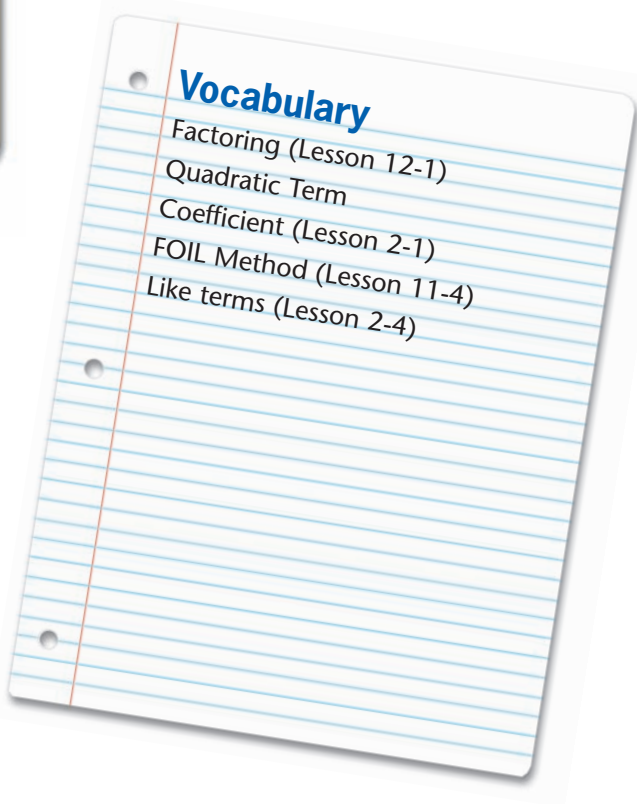 Vocabulary
Factoring (Lesson 12-1)
Quadratic Term
Coefficient (Lesson 2-1)
FOIL Method (Lesson 11-4)
Like terms (Lesson 2-4)